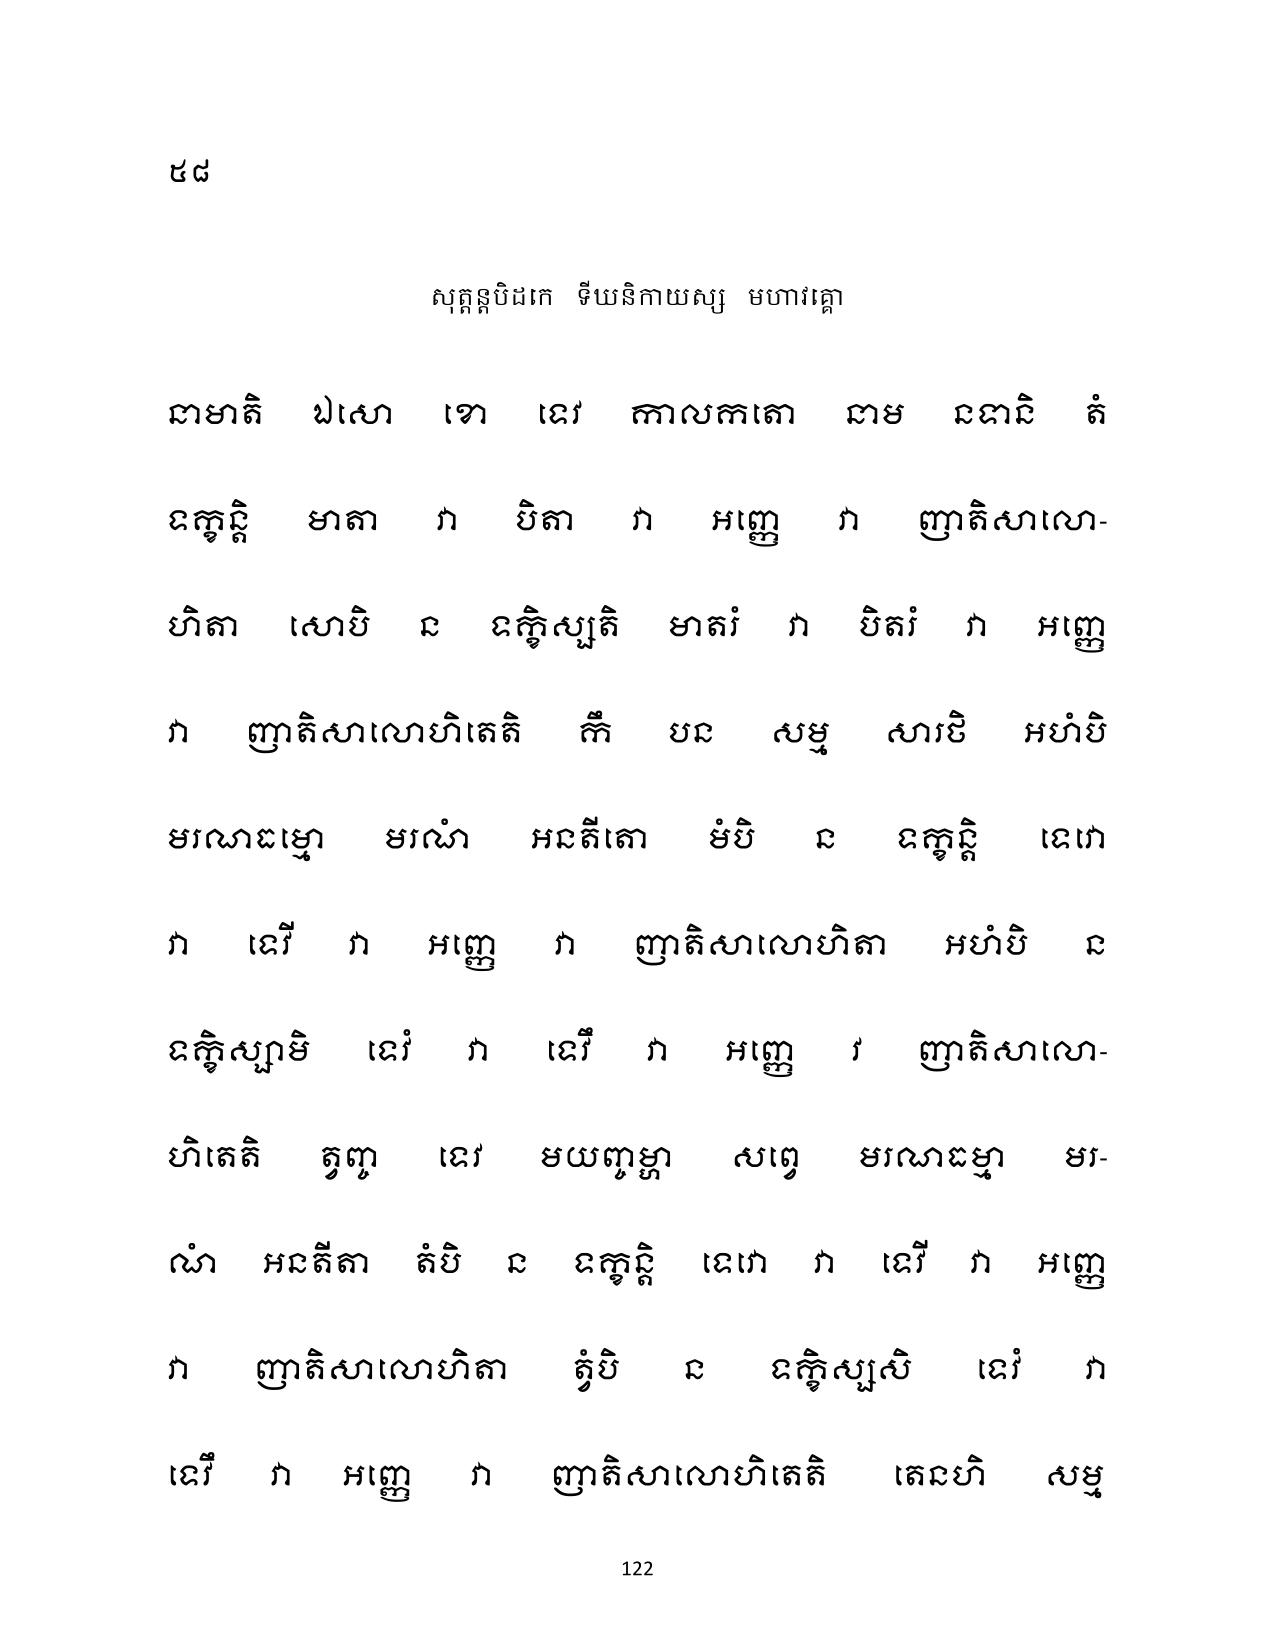 ៥៨
សុត្តន្តបិដកេ ទីឃនិកាយស្ស មហាវគ្គោ
នាមាតិ ឯសោ ខោ ទេវ កាលកតោ នាម នទានិ តំ
ទក្ខន្តិ មាតា វា បិតា វា អញ្ញេ វា ញាតិសាលោ-
ហិតា សោបិ ន ទក្ខិស្សតិ មាតរំ វា បិតរំ វា អញ្ញេ
វា ញាតិសាលោហិតេតិ កឹ បន សម្ម សារថិ អហំបិ
មរណធម្មោ មរណំ អនតីតោ មំបិ ន ទក្ខន្តិ ទេវោ
វា ទេវី វា អញ្ញេ វា ញាតិសាលោហិតា អហំបិ ន
ទក្ខិស្សាមិ ទេវំ វា ទេវឹ វា អញ្ញេ វ ញាតិសាលោ-
ហិតេតិ ត្វញ្ច ទេវ មយញ្ចម្ហា សព្វេ មរណធម្មា មរ-
ណំ អនតីតា តំបិ ន ទក្ខន្តិ ទេវោ វា ទេវី វា អញ្ញេ
វា ញាតិសាលោហិតា ត្វំបិ ន ទក្ខិស្សសិ ទេវំ វា
ទេវឹ វា អញ្ញេ វា ញាតិសាលោហិតេតិ តេនហិ សម្ម
122